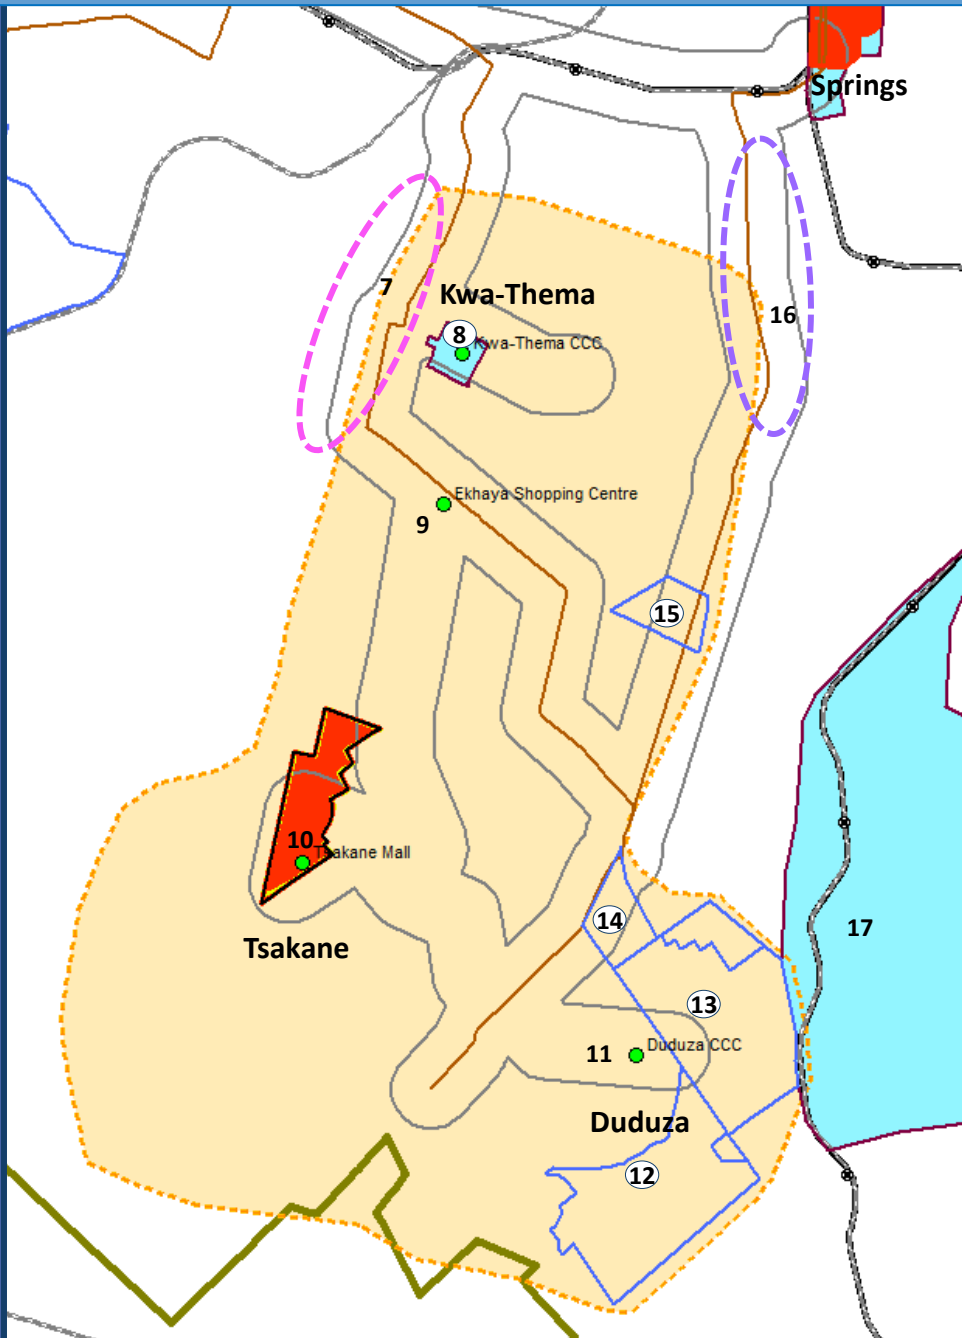 Springs
7
Kwa-Thema
16
8
Kwa-Thema CCC
Ekhaya Shopping Centre
9
15
10
Tsakane Mall
14
17
Tsakane
13
11
Duduza CCC
Duduza
12